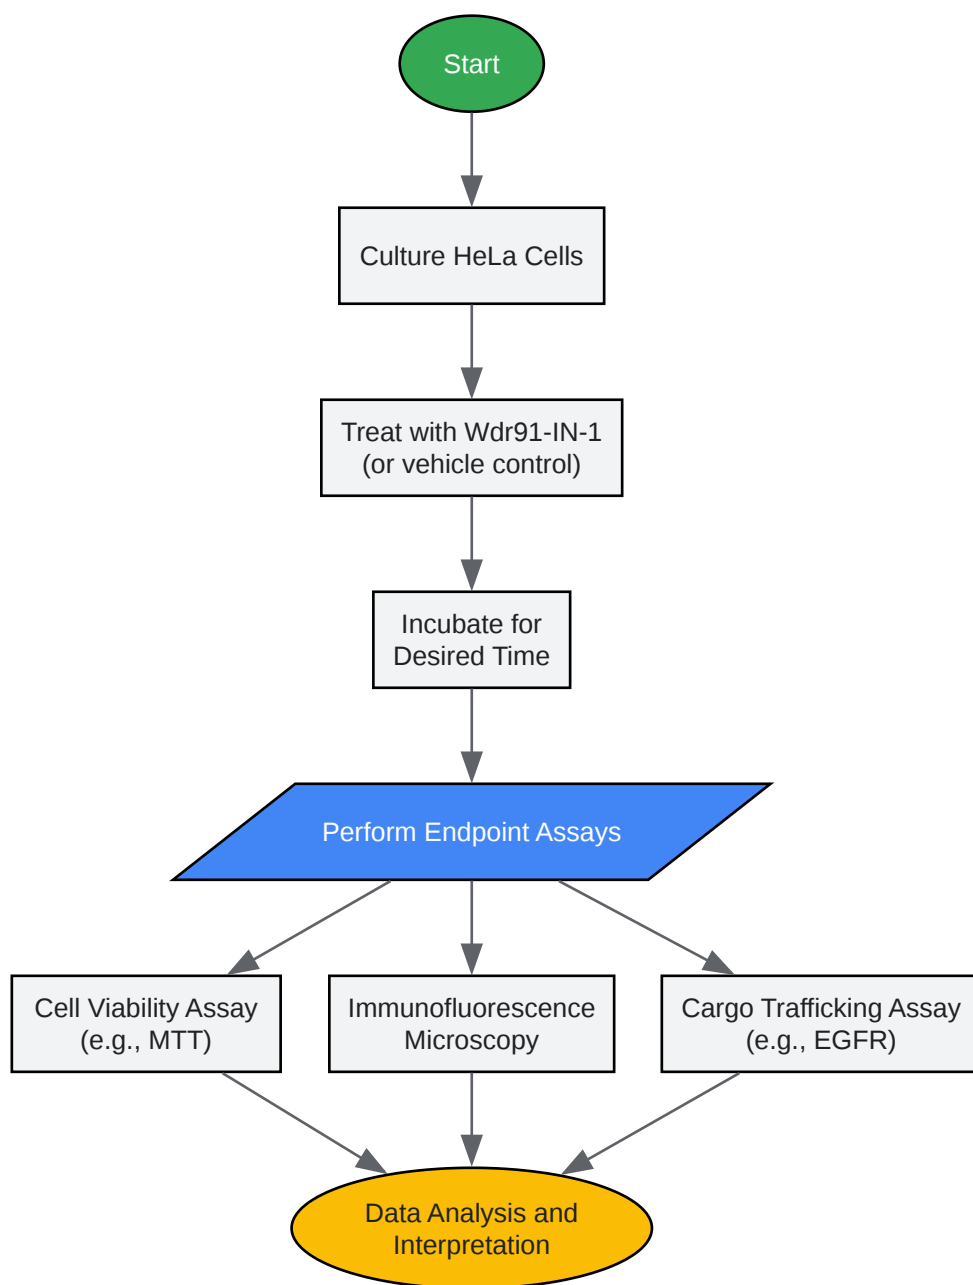 Start
Culture HeLa Cells
Treat with Wdr91-IN-1
(or vehicle control)
Incubate for
Desired Time
Perform Endpoint Assays
Cell Viability Assay
(e.g., MTT)
Immunofluorescence
Microscopy
Cargo Trafficking Assay
(e.g., EGFR)
Data Analysis and
Interpretation